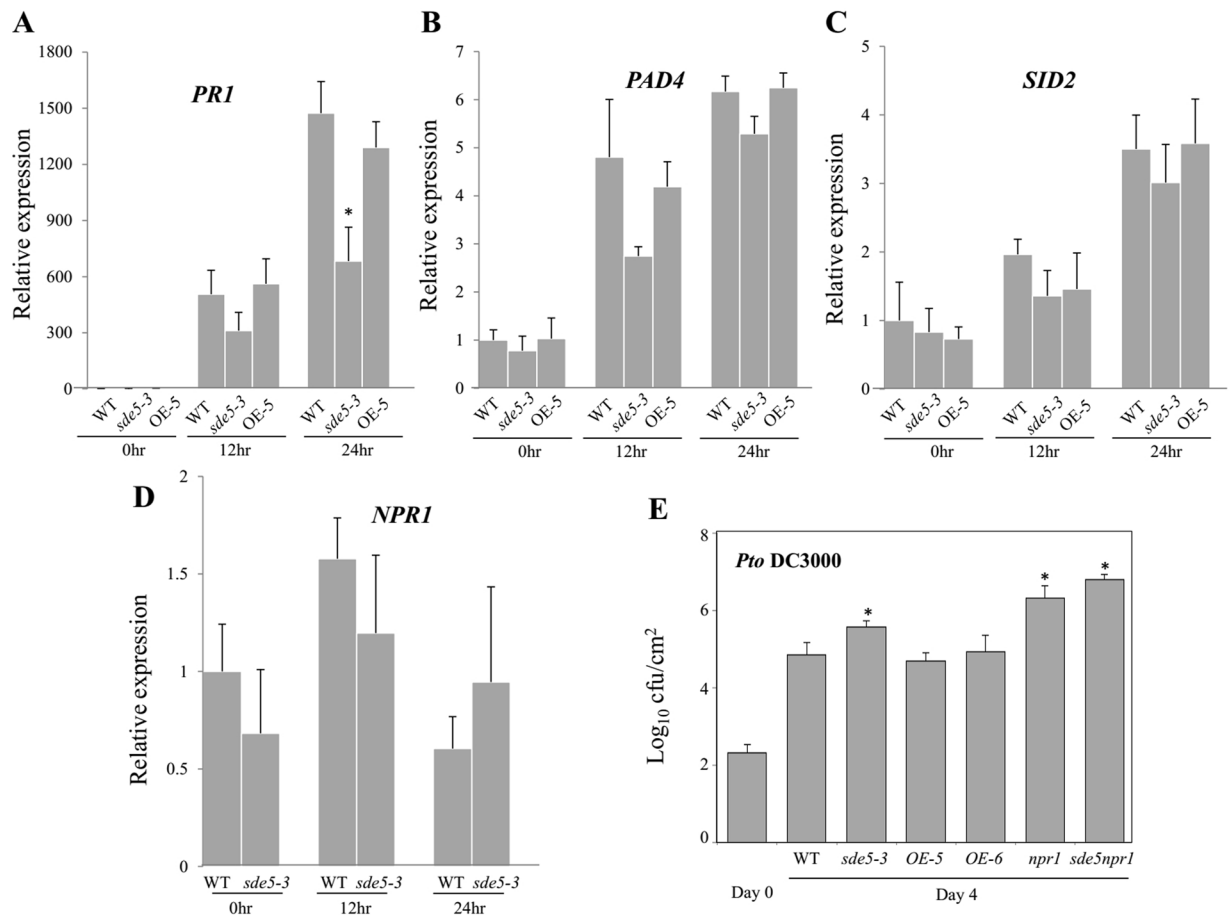 A
PR1
Relative expression
1800
1500
1200
900
600
300
0
*
WT sde5-3 OE-5 WT sde5-3 OE-5 WT sde5-3 OE-5
0hr 12hr 24hr
B
PAD4
Relative expression
7
6
5
4
3
2
1
0
WT sde5-3 OE-5 WT sde5-3 OE-5 WT sde5-3 OE-5
0hr 12hr 24hr
C
SID2
Relative expression
5
4
3
2
1
0
WT sde5-3 OE-5 WT sde5-3 OE-5 WT sde5-3 OE-5
0hr 12hr 24hr
D
NPR1
Relative expression
2
1.5
1
0.5
0
WT sde5-3 WT sde5-3 WT sde5-3
0hr 12hr 24hr
E
Pto DC3000
Log10 cfu/cm2
8
6
4
2
0
* * *
WT sde5-3 OE-5 OE-6 npr1 sde5npr1
Day 0 Day 4